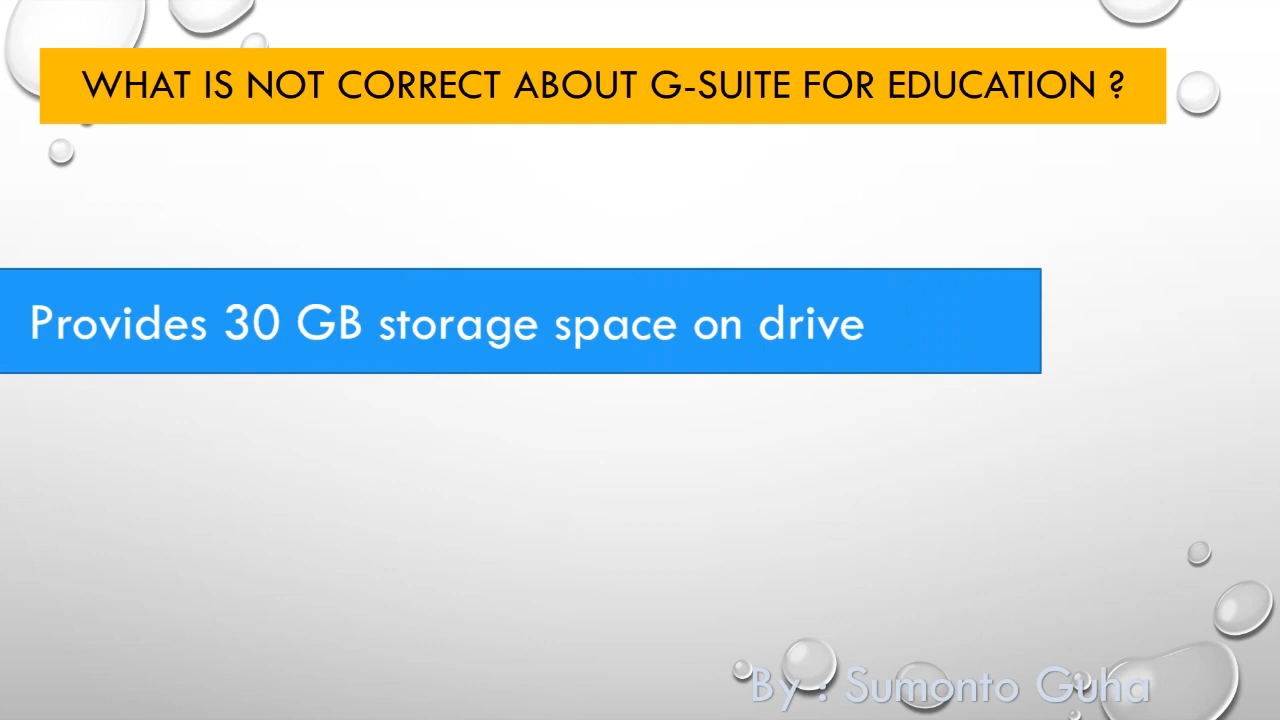 WHAT IS NOT CORRECT ABOUT G-SUITE FOR EDUCATION ?
Provides 30 GB storage space on drive
By : Sumonto Guha